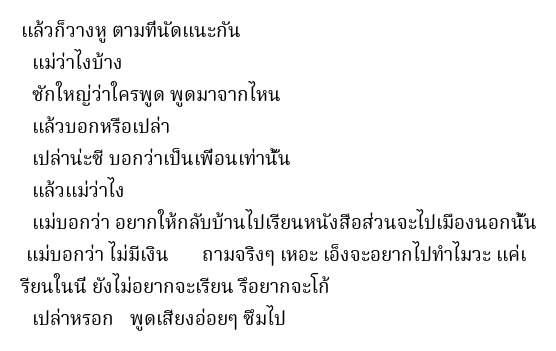 แล้วก็วางหู ตามที่นัดแนะกัน
แม่ว่าไงบ้าง
ซักใหญ่ว่าใครพูด พูดมาจากไหน
แล้วบอกหรือเปล่า
เปล่าน่ะซี บอกว่าเป็นเพื่อนเท่านั้น
แล้วแม่ว่าไง
แม่บอกว่า อยากให้กลับบ้านไปเรียนหนังสือส่วนจะไปเมืองนอกนั้น
แม่บอกว่า ไม่มีเงิน ถามจริงๆ เหอะ เอ็งจะอยากไปทำไมวะ แค่เ
รียนในนี้ ยังไม่อยากจะเรียน รึอยากจะโก้
เปล่าหรอก พูดเสียงอ่อยๆ ซึมไป